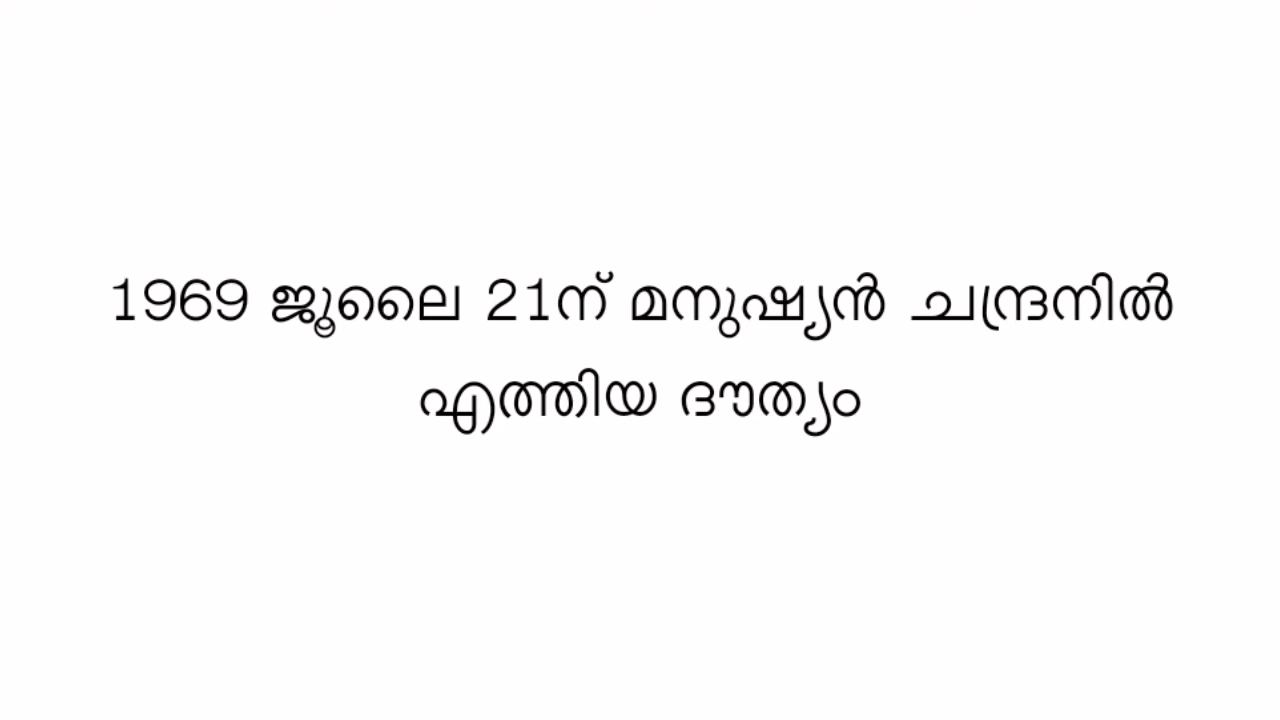 1969 ജൂലൈ 21ന് മനുഷ്യൻ ചന്ദ്രനിൽ
എത്തിയ ദൗത്യം